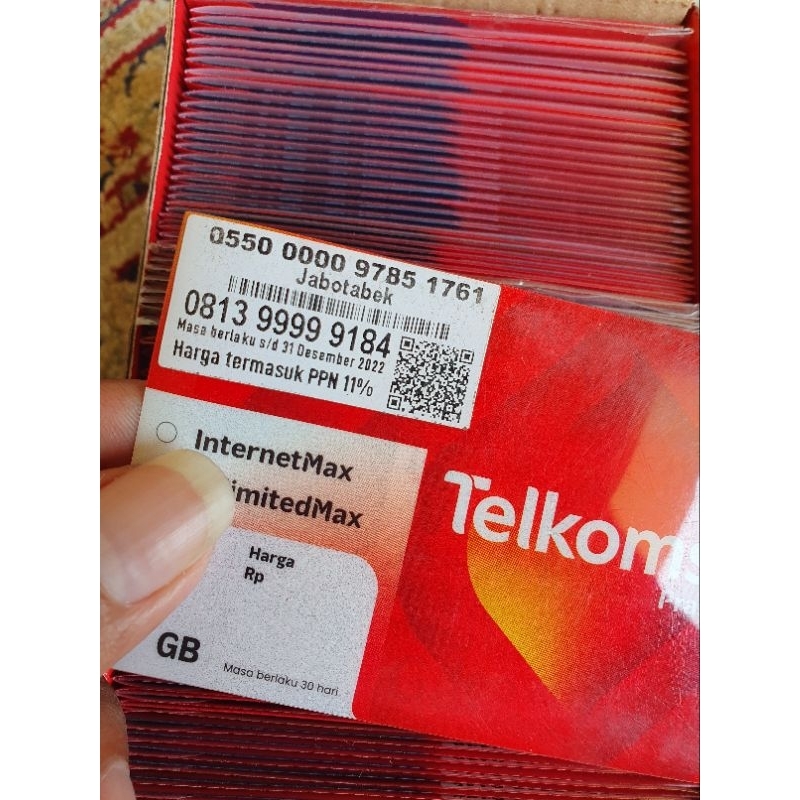 0550 0000 9785 1761
Jabotabek
0813 9999 9184
Masa berlaku s/d 31 Desember 2022
Harga termasuk PPN 11%
InternetMax
imitedMax
Telkoms
Harga
Rp
GB
Masa berlaku 30 hari